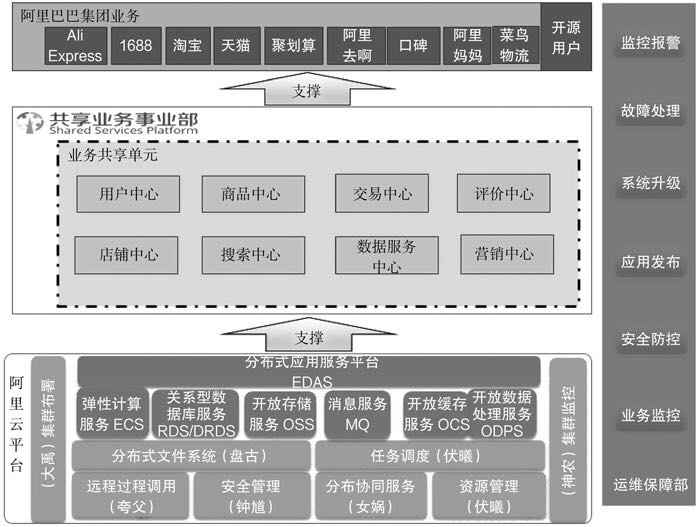 阿里巴巴集团业务
Ali
Express
1688
淘宝
天猫
聚划算
阿里
去啊
口碑
阿里
妈妈
菜鸟
物流
开源
用户
支撑
共享业务事业部
Shared Services Platform
业务共享单元
用户中心
商品中心
交易中心
评价中心
店铺中心
搜索中心
数据服务
中心
营销中心
支撑
阿里云平台
（大禹）集群布署
分布式应用服务平台
EDAS
弹性计算
服务 ECS
关系型数
据库服务
RDS/DRDS
开放存储
服务 OSS
消息服务
MQ
开放缓存
服务 OCS
开放数据
处理服务
ODPS
分布式文件系统（盘古）
任务调度（伏羲）
远程过程调用
（夸父）
安全管理
（钟馗）
分布协同服务
（女娲）
资源管理
（伏羲）
（神农）集群监控
监控报警
故障处理
系统升级
应用发布
安全防控
业务监控
运维保障部